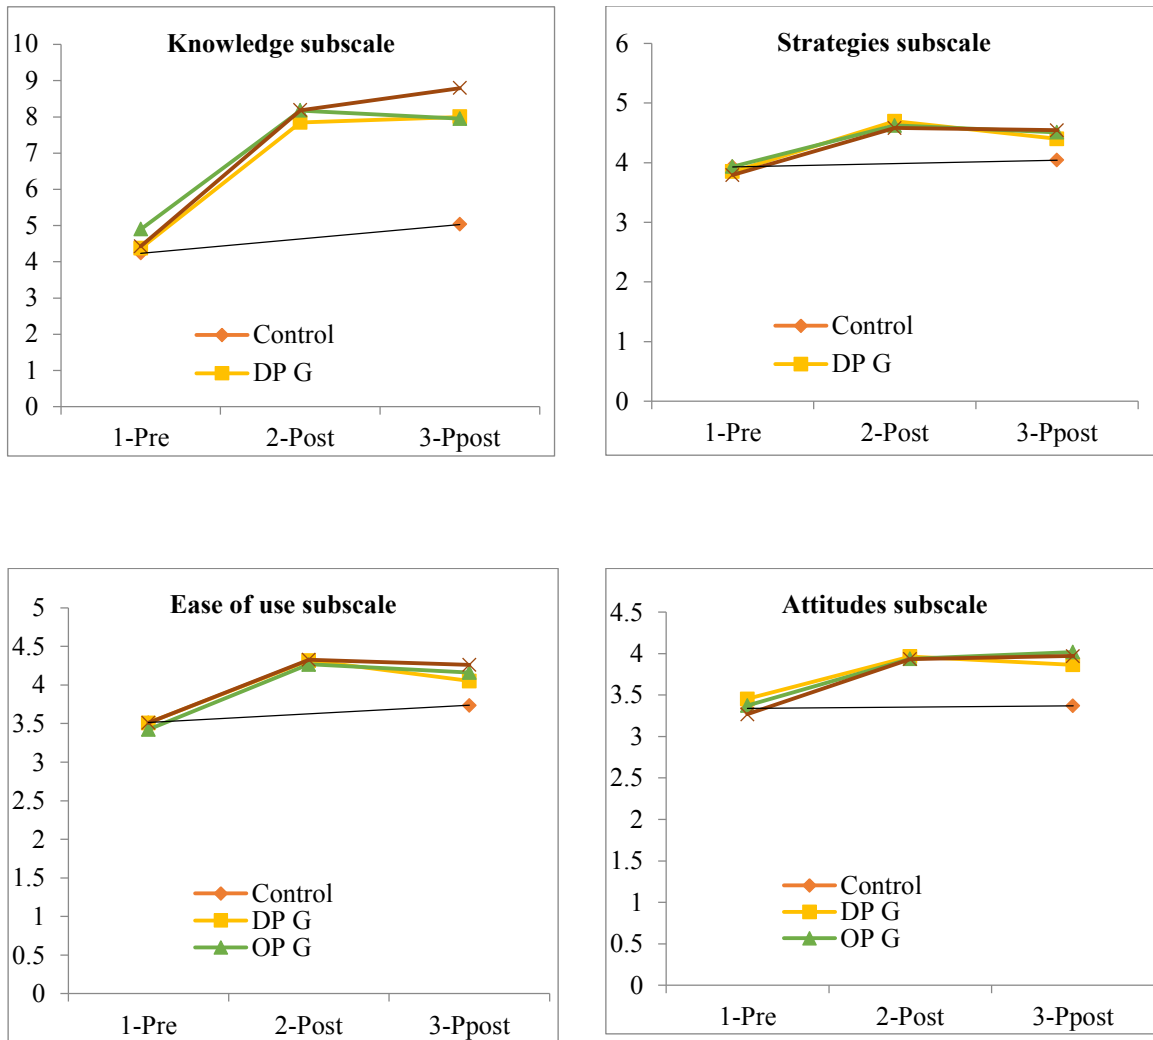 Knowledge subscale
10
9
8
7
6
5
4
3
2
1
0
Control
DP G
1-Pre 2-Post 3-Ppost
Strategies subscale
6
5
4
3
2
1
0
Control
DP G
1-Pre 2-Post 3-Ppost
Ease of use subscale
5
4.5
4
3.5
3
2.5
2
1.5
1
0.5
0
Control
DP G
OP G
1-Pre 2-Post 3-Ppost
Attitudes subscale
4.5
4
3.5
3
2.5
2
1.5
1
0.5
0
Control
DP G
OP G
1-Pre 2-Post 3-Ppost